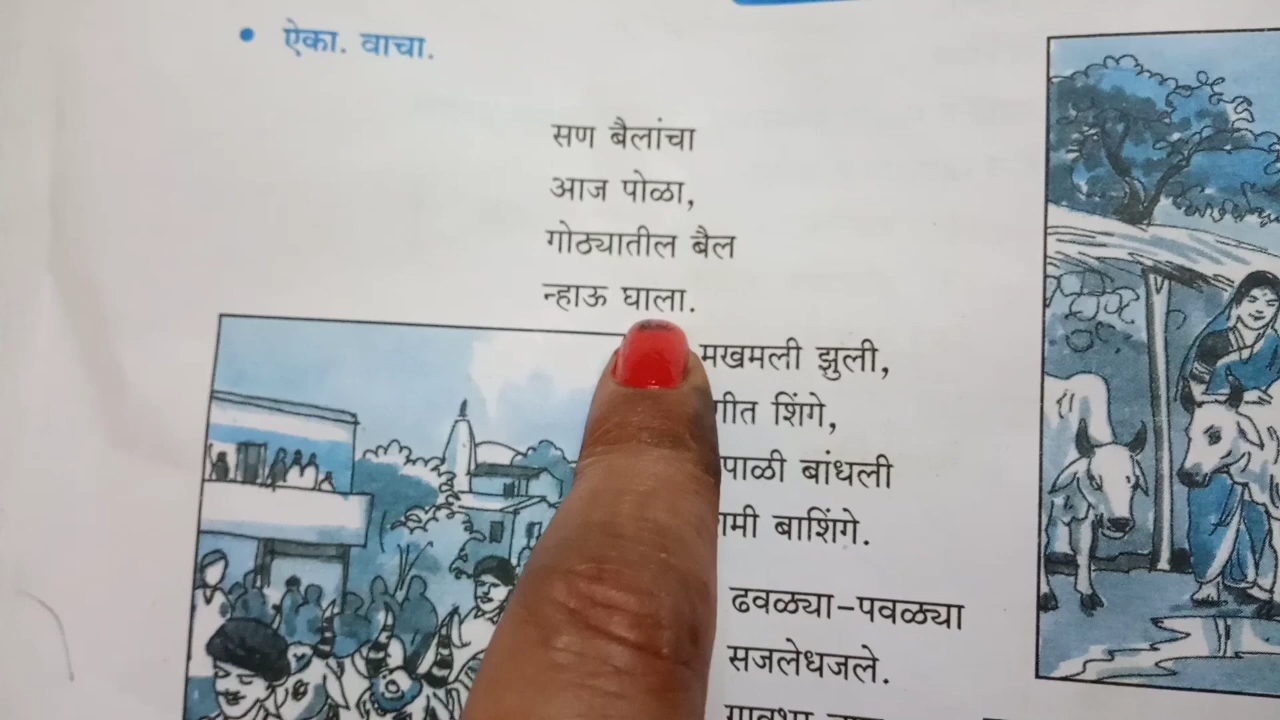 ऐका. वाचा.
सण बैलांचा
आज पोळा,
गोठ्यातील बैल
न्हाऊ घाला.
मखमली झुली,
शिंगे,
बांधली
बाशिंगे.
ढवळ्या-पवळ्या
सजलेधजले.